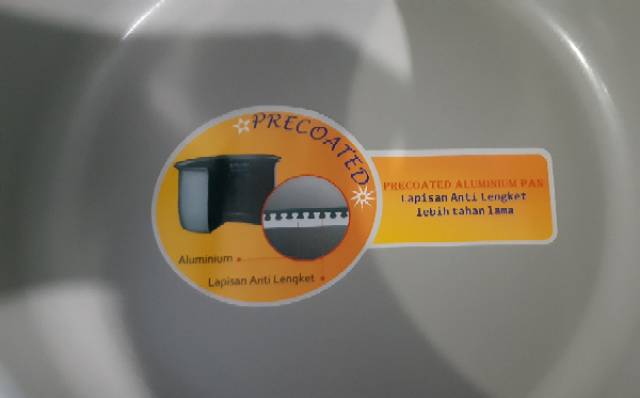 PRECOATED
Aluminium
Lapisan Anti Lengket
PRECOATED ALUMINIUM PAN
Lapisan Anti Lengket
lebih tahan lama